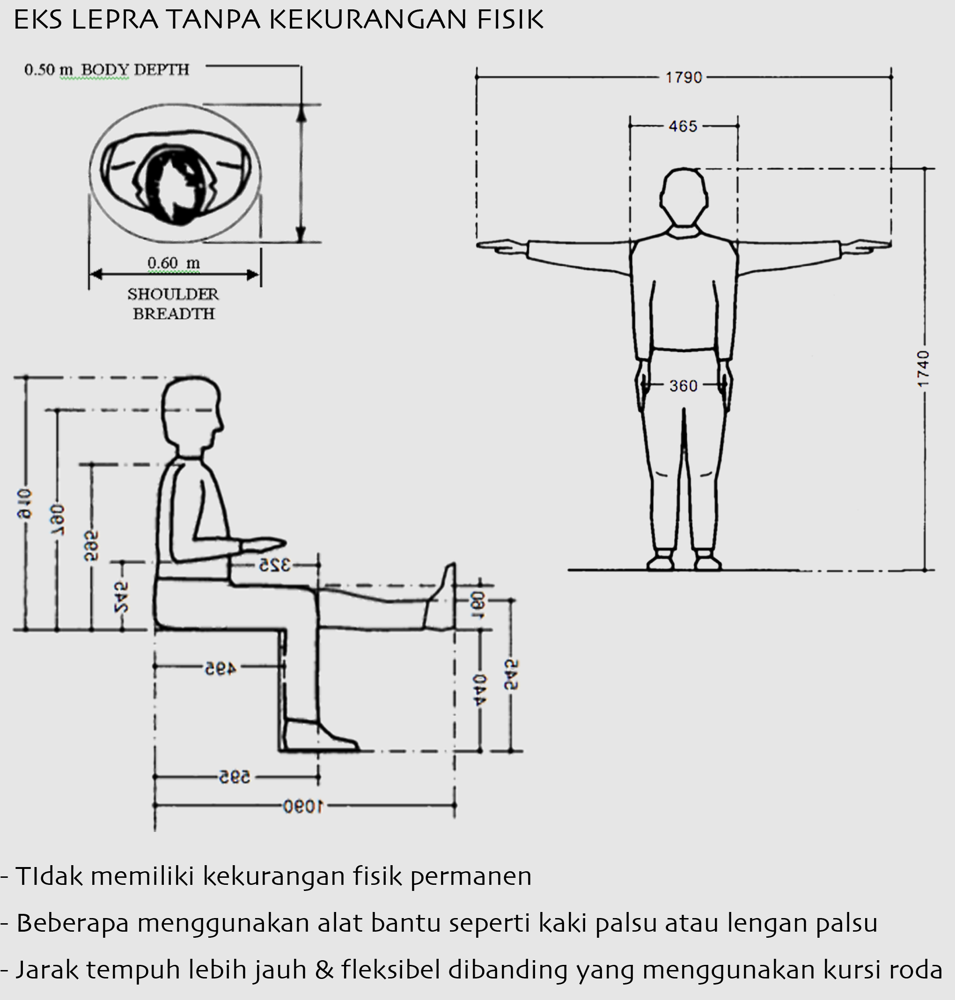 EKS LEPRA TANPA KEKURANGAN FISIK
0.50 m BODY DEPTH
0.60 m
SHOULDER
BREADTH
1790
465
360
1740
910
790
595
245
325
160
495
440
545
595
1090
- TIdak memiliki kekurangan fisik permanen
- Beberapa menggunakan alat bantu seperti kaki palsu atau lengan palsu
- Jarak tempuh lebih jauh & fleksibel dibanding yang menggunakan kursi roda